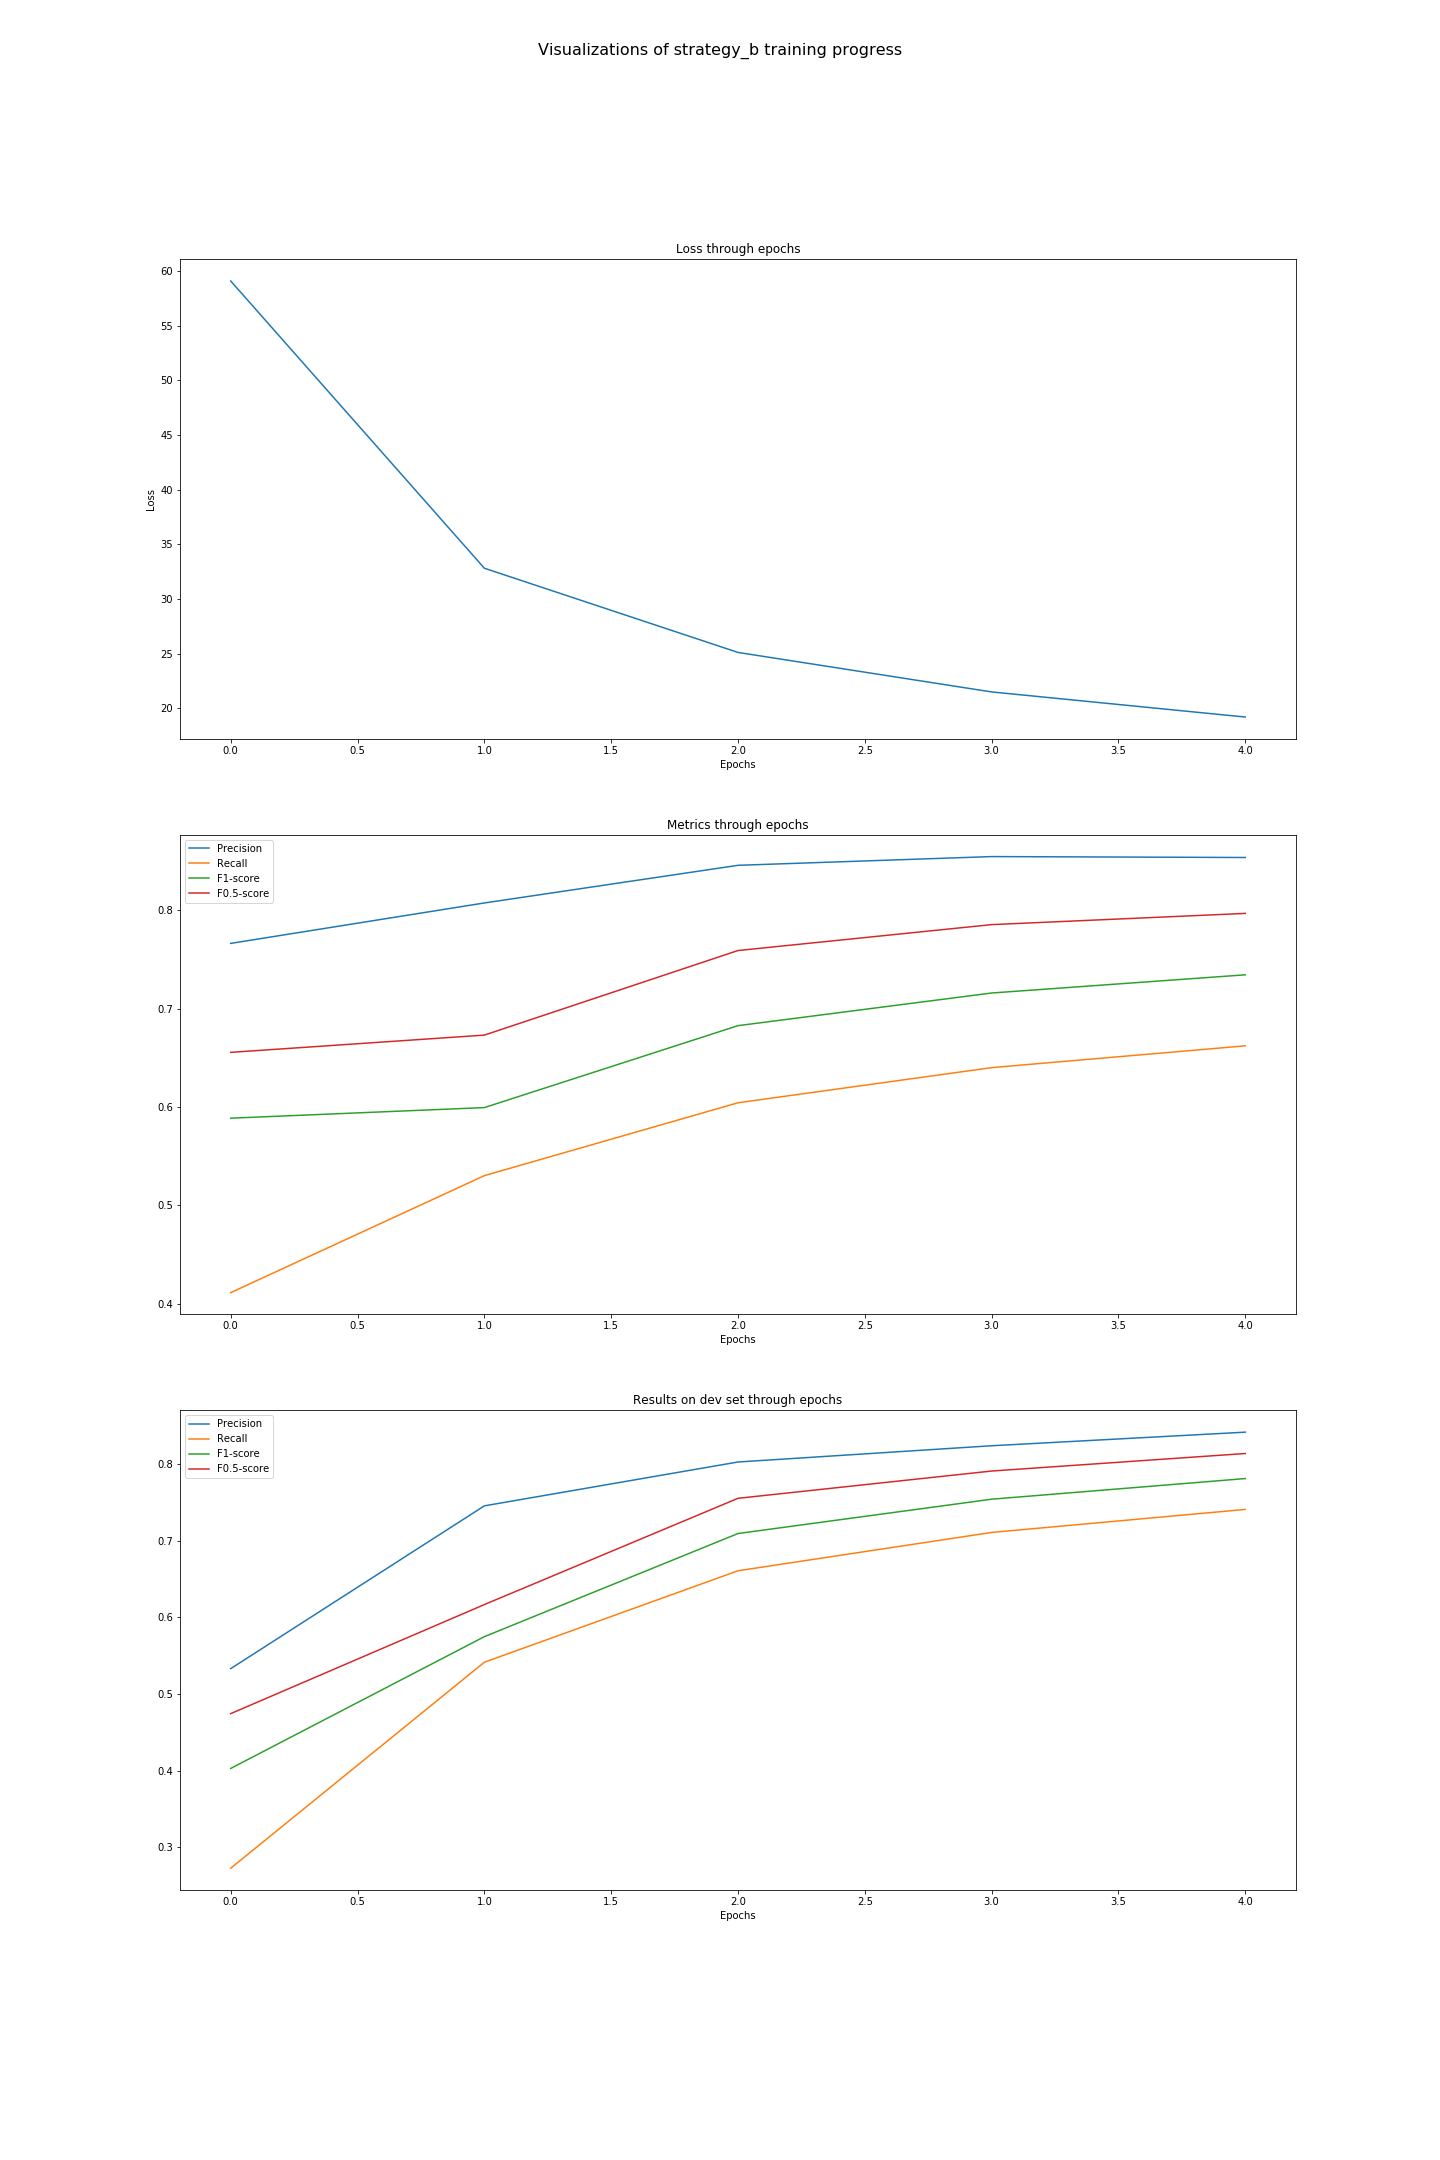 Visualizations of strategy_b training progress
Loss through epochs
60
55
50
45
40
35
30
25
20
Loss
0.0 0.5 1.0 1.5 2.0 2.5 3.0 3.5 4.0
Epochs
Metrics through epochs
Precision
Recall
F1-score
F0.5-score
0.8
0.7
0.6
0.5
0.4
0.0 0.5 1.0 1.5 2.0 2.5 3.0 3.5 4.0
Epochs
Results on dev set through epochs
Precision
Recall
F1-score
F0.5-score
0.8
0.7
0.6
0.5
0.4
0.3
0.0 0.5 1.0 1.5 2.0 2.5 3.0 3.5 4.0
Epochs